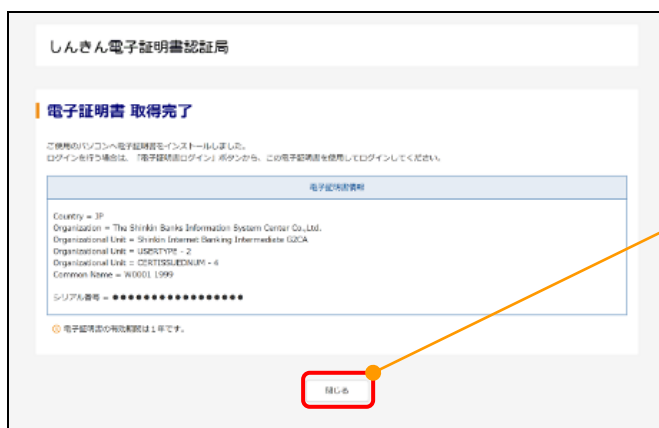 しんきん電子証明書認証局
電子証明書 取得完了
ご使用のパソコンへ電子証明書をインストールしました。
ログインを行う場合は、「電子証明書ログイン」ボタンから、この電子証明書を使用してログインしてください。
電子証明書情報
Country = JP
Organization = The Shinkin Banks Information System Center Co.,Ltd.
Organizational Unit = Shinkin Internet Banking Intermediate G2CA
Organizational Unit = USERTYPE - 2
Organizational Unit = CERTISSUEDNUM - 4
Common Name = W0001 1999
シリアル番号 = ●●●●●●●●●●●●●●●●●
電子証明書の有効期間は1年です。
閉じる